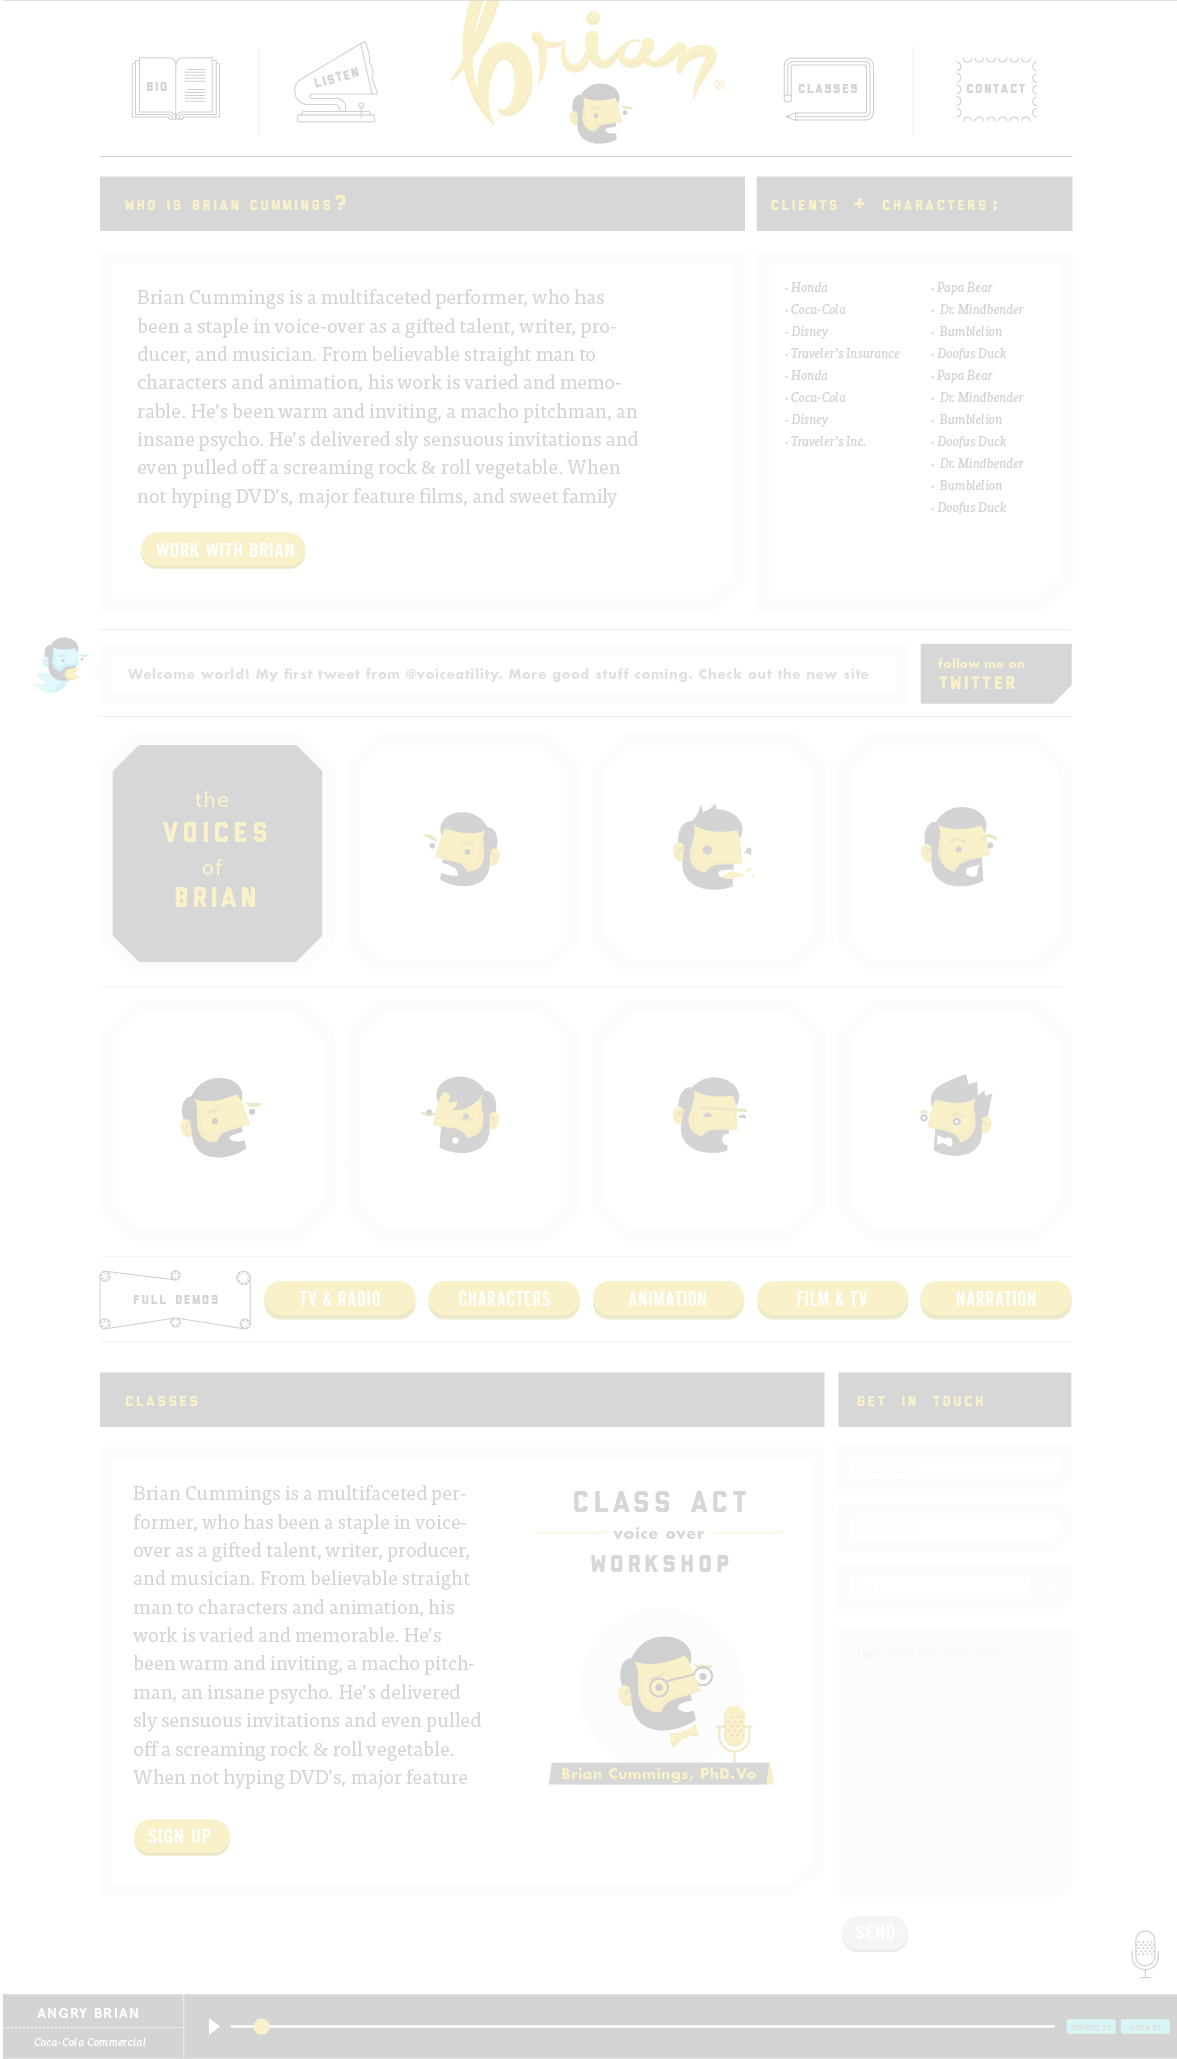 BIO
LISTEN
brian
CLASSES
CONTACT
WHO IS BRIAN CUMMINGS?
CLIENTS + CHARACTERS:
Brian Cummings is a multifaceted performer, who has
been a staple in voice-over as a gifted talent, writer, pro-
ducer, and musician. From believable straight man to
characters and animation, his work is varied and memo-
rable. He's been warm and inviting, a macho pitchman, an
insane psycho. He's delivered sly sensuous invitations and
even pulled off a screaming rock & roll vegetable. When
not hyping DVD's, major feature films, and sweet family
WORK WITH BRIAN
· Honda
· Coca-Cola
· Disney
· Traveler's Insurance
· Honda
· Coca-Cola
· Disney
· Traveler's Inc.
· Papa Bear
· Dr. Mindbender
· Bumblelion
· Doofus Duck
· Papa Bear
· Dr. Mindbender
· Bumblelion
· Doofus Duck
· Dr. Mindbender
· Bumblelion
· Doofus Duck
Welcome world! My first tweet from @voiceatility. More good stuff coming. Check out the new site
follow me on
TWITTER
the
VOICES
of
BRIAN
FULL DEMOS
TV & RADIO
CHARACTERS
ANIMATION
FILM & TV
NARRATION
CLASSES
GET IN TOUCH
Brian Cummings is a multifaceted per-
former, who has been a staple in voice-
over as a gifted talent, writer, producer,
and musician. From believable straight
man to characters and animation, his
work is varied and memorable. He's
been warm and inviting, a macho pitch-
man, an insane psycho. He's delivered
sly sensuous invitations and even pulled
off a screaming rock & roll vegetable.
When not hyping DVD's, major feature
SIGN UP
CLASS ACT
voice over
WORKSHOP
Brian Cummings, PhD.Vo
your name
your email
Type your message here...
SEND
ANGRY BRIAN
Coca-Cola Commercial
TWEET IT
LIKE IT